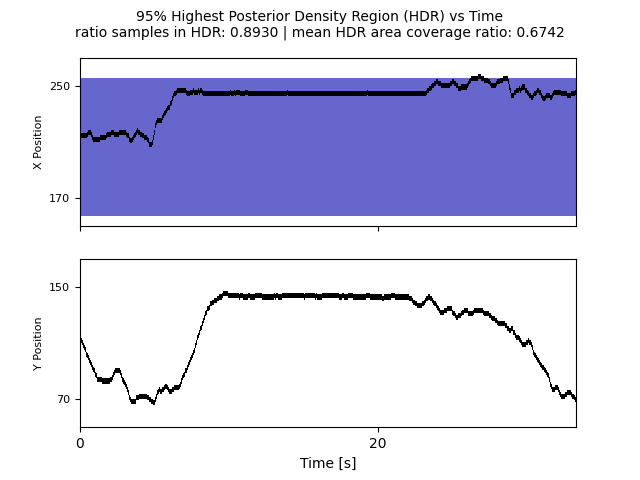 95% Highest Posterior Density Region (HDR) vs Time
ratio samples in HDR: 0.8930 | mean HDR area coverage ratio: 0.6742
250
170
X Position
150
70
Y Position
0
20
Time [s]